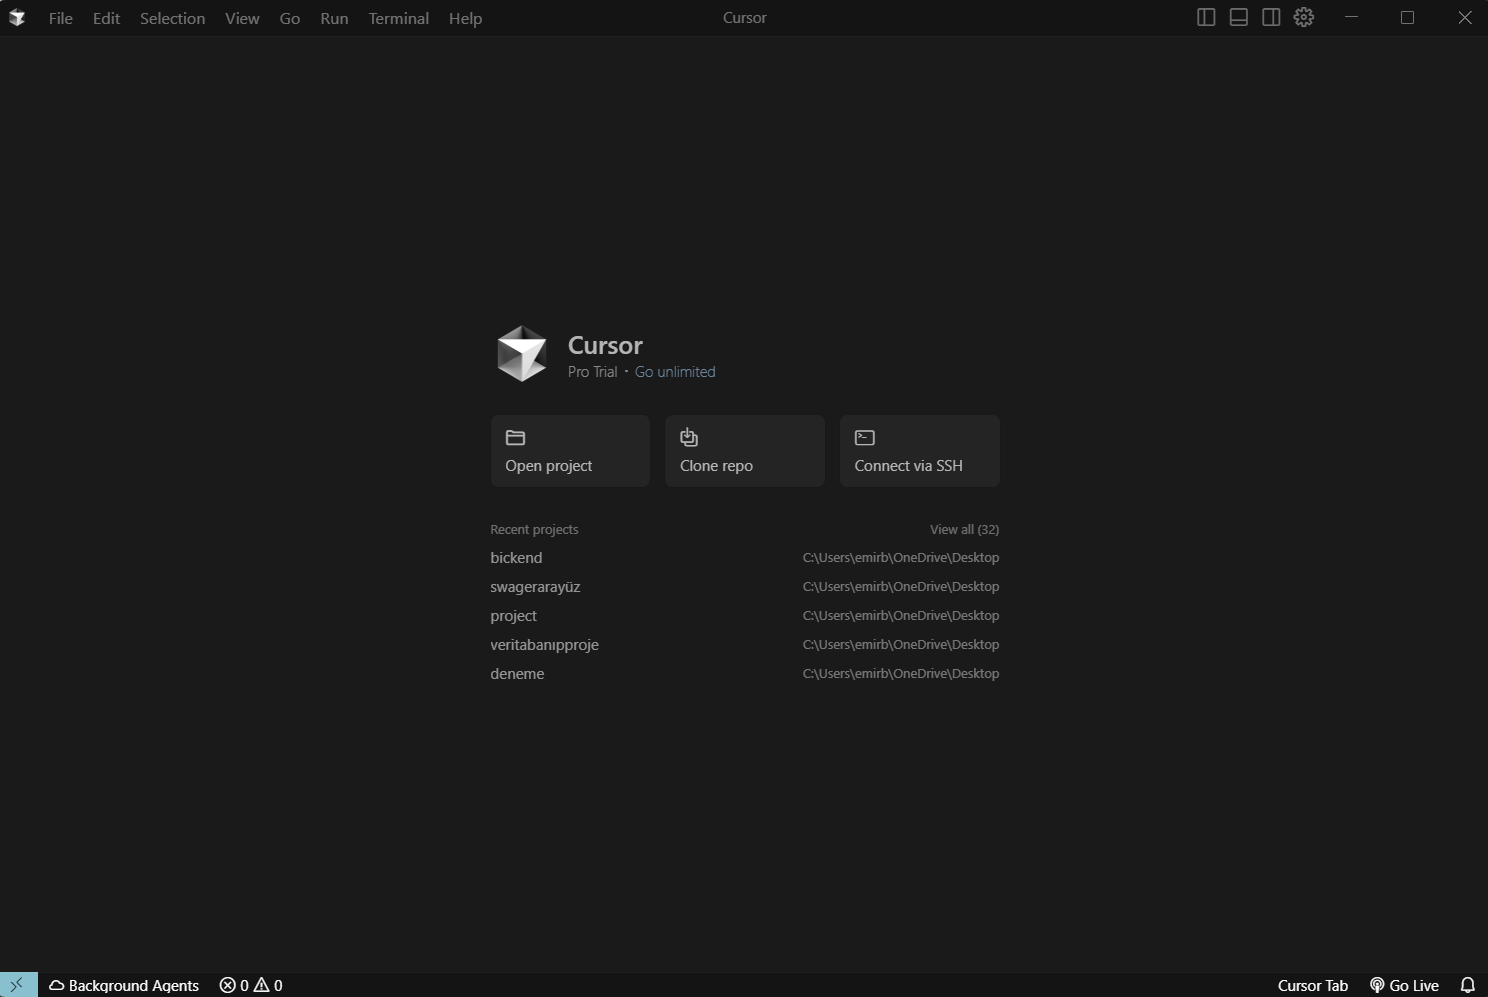 File Edit Selection View Go Run Terminal Help Cursor
Cursor
Pro Trial · Go unlimited
Open project Clone repo Connect via SSH
Recent projects View all (32)
bickend C:\Users\emirb\OneDrive\Desktop
swagerarayüz C:\Users\emirb\OneDrive\Desktop
project C:\Users\emirb\OneDrive\Desktop
veritabanıpproje C:\Users\emirb\OneDrive\Desktop
deneme C:\Users\emirb\OneDrive\Desktop
Background Agents 0 0 Cursor Tab Go Live